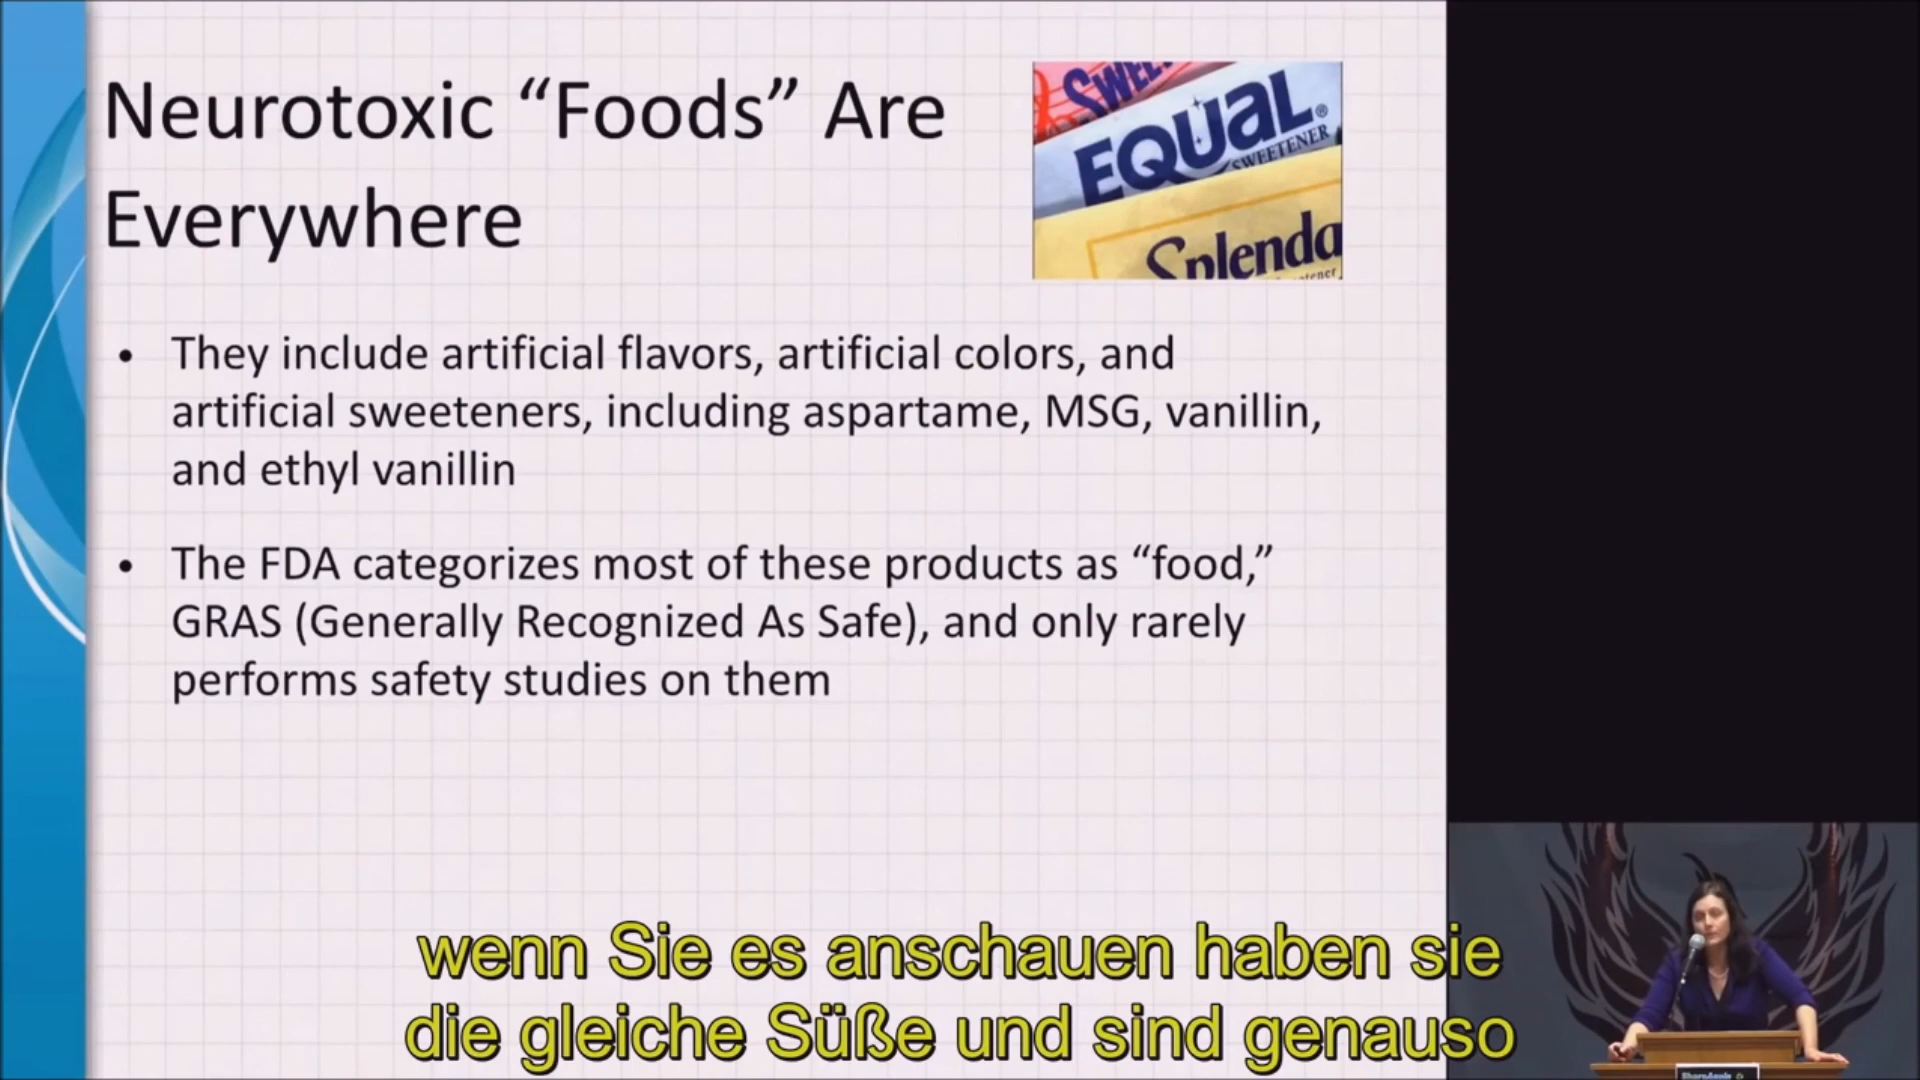 Neurotoxic “Foods” Are
Everywhere
SWEET
EQUAL®
SWEETENER
Splenda
• They include artificial flavors, artificial colors, and
artificial sweeteners, including aspartame, MSG, vanillin,
and ethyl vanillin
• The FDA categorizes most of these products as “food,”
GRAS (Generally Recognized As Safe), and only rarely
performs safety studies on them
wenn Sie es anschauen haben sie
die gleiche Süße und sind genauso